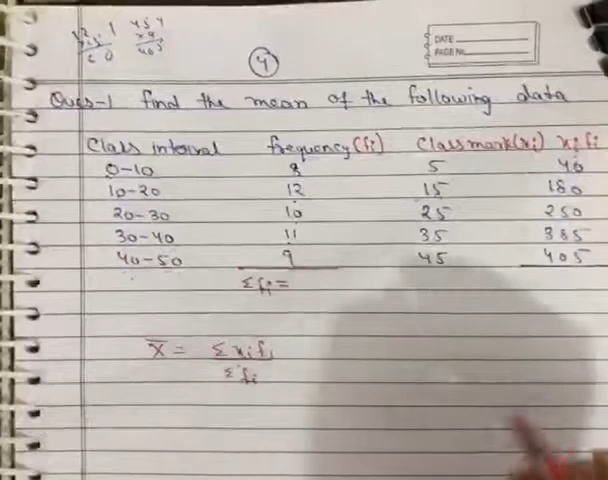 4
DATE
PAGE No.
Ques-1 find the mean of the following data
Class interval frequency (fi) Class mark (xi) xifi
0-10 8 5 40
10-20 12 15 180
20-30 10 25 250
30-40 11 35 385
40-50 9 45 405
Σfi =
X̄ = Σxifi
Σfi